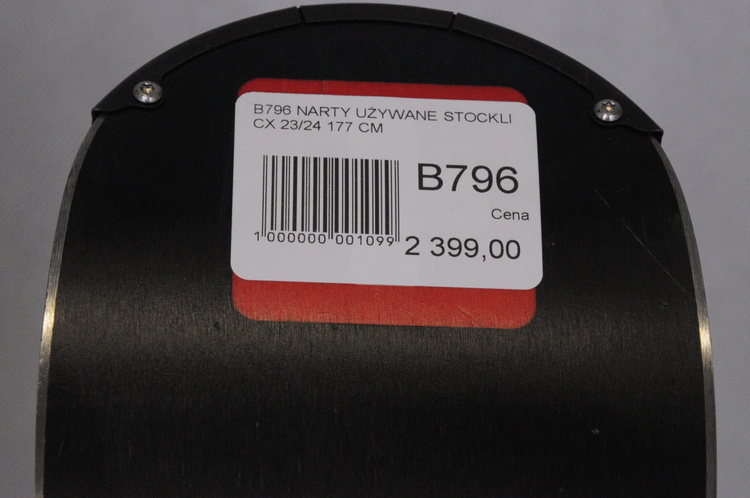 B796 NARTY UŻYWANE STOCKLI
CX 23/24 177 CM
B796
Cena
1 000000 001099
2 399,00